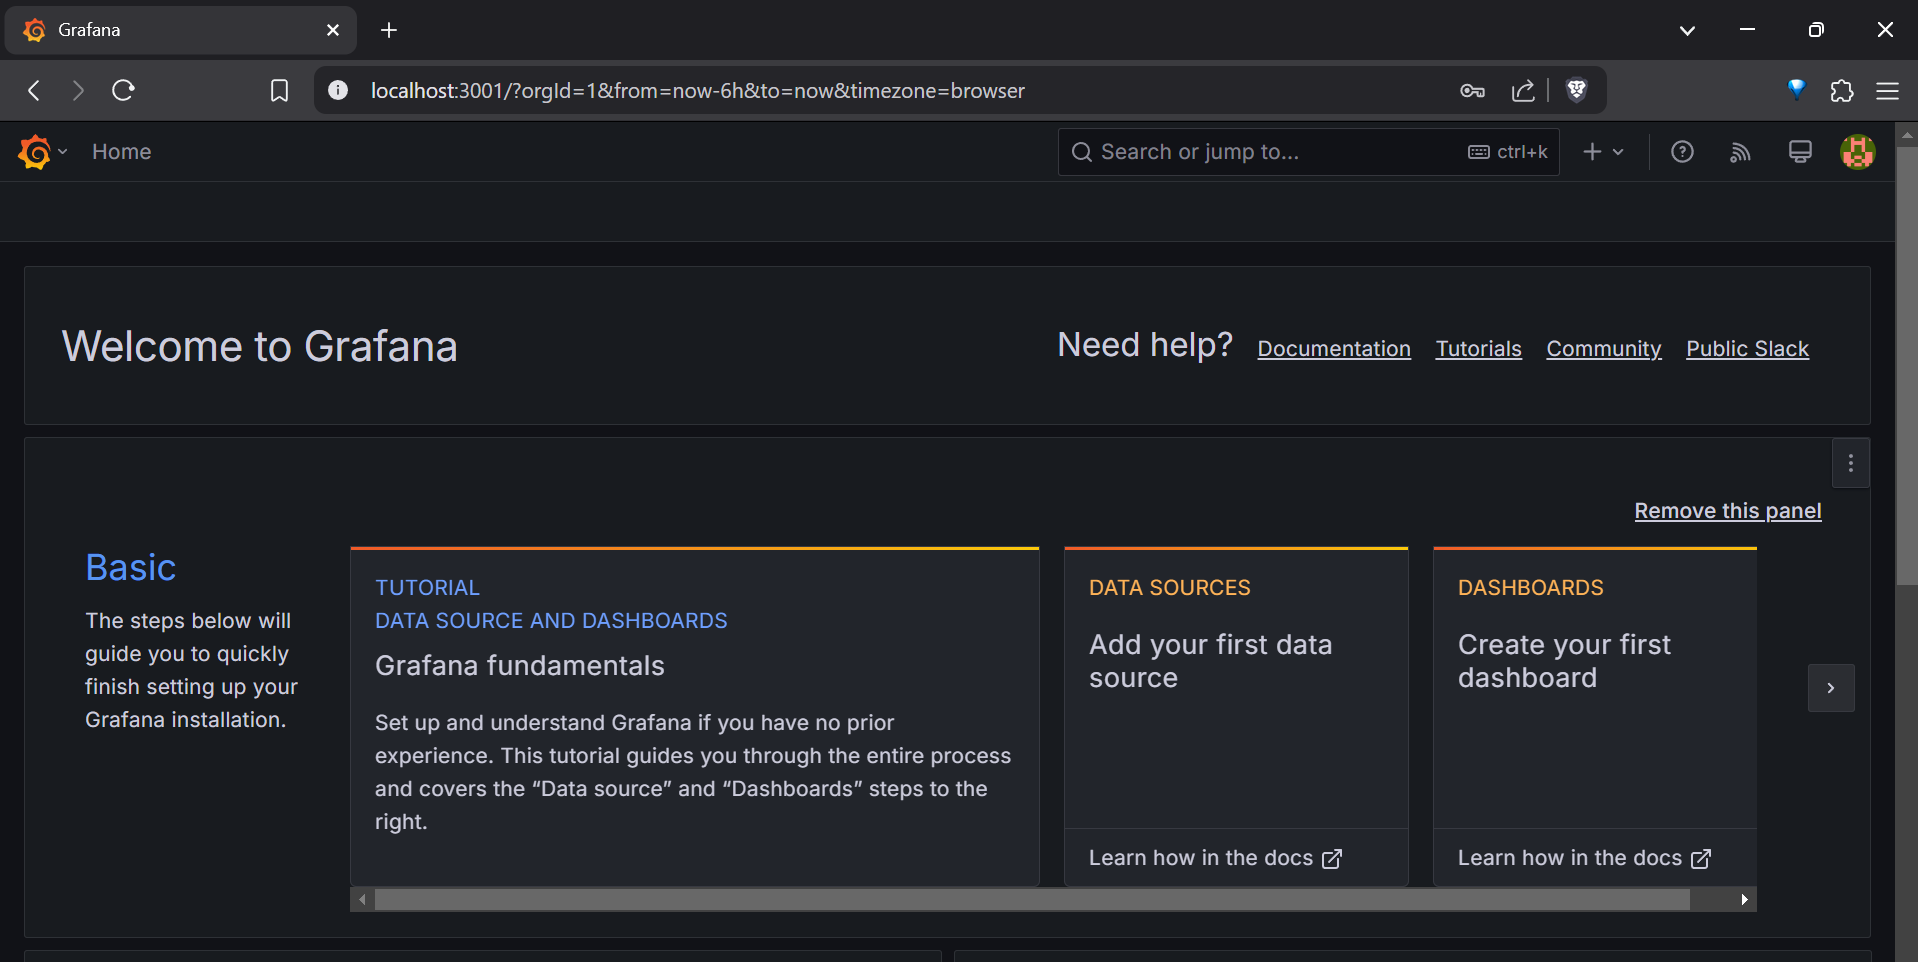 Grafana
localhost:3001/?orgId=1&from=now-6h&to=now&timezone=browser
Home
Search or jump to...
ctrl+k
Welcome to Grafana
Need help?
Documentation
Tutorials
Community
Public Slack
Remove this panel
Basic
The steps below will
guide you to quickly
finish setting up your
Grafana installation.
TUTORIAL
DATA SOURCE AND DASHBOARDS
Grafana fundamentals
Set up and understand Grafana if you have no prior
experience. This tutorial guides you through the entire process
and covers the “Data source” and “Dashboards” steps to the
right.
DATA SOURCES
Add your first data
source
Learn how in the docs
DASHBOARDS
Create your first
dashboard
Learn how in the docs